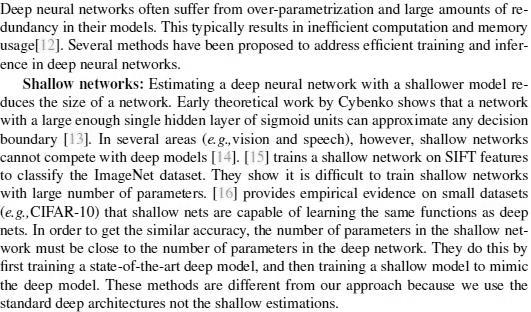 Deep neural networks often suffer from over-parametrization and large amounts of re-
dundancy in their models. This typically results in inefficient computation and memory
usage[12]. Several methods have been proposed to address efficient training and infer-
ence in deep neural networks.
Shallow networks: Estimating a deep neural network with a shallower model re-
duces the size of a network. Early theoretical work by Cybenko shows that a network
with a large enough single hidden layer of sigmoid units can approximate any decision
boundary [13]. In several areas (e.g.,vision and speech), however, shallow networks
cannot compete with deep models [14]. [15] trains a shallow network on SIFT features
to classify the ImageNet dataset. They show it is difficult to train shallow networks
with large number of parameters. [16] provides empirical evidence on small datasets
(e.g.,CIFAR-10) that shallow nets are capable of learning the same functions as deep
nets. In order to get the similar accuracy, the number of parameters in the shallow net-
work must be close to the number of parameters in the deep network. They do this by
first training a state-of-the-art deep model, and then training a shallow model to mimic
the deep model. These methods are different from our approach because we use the
standard deep architectures not the shallow estimations.